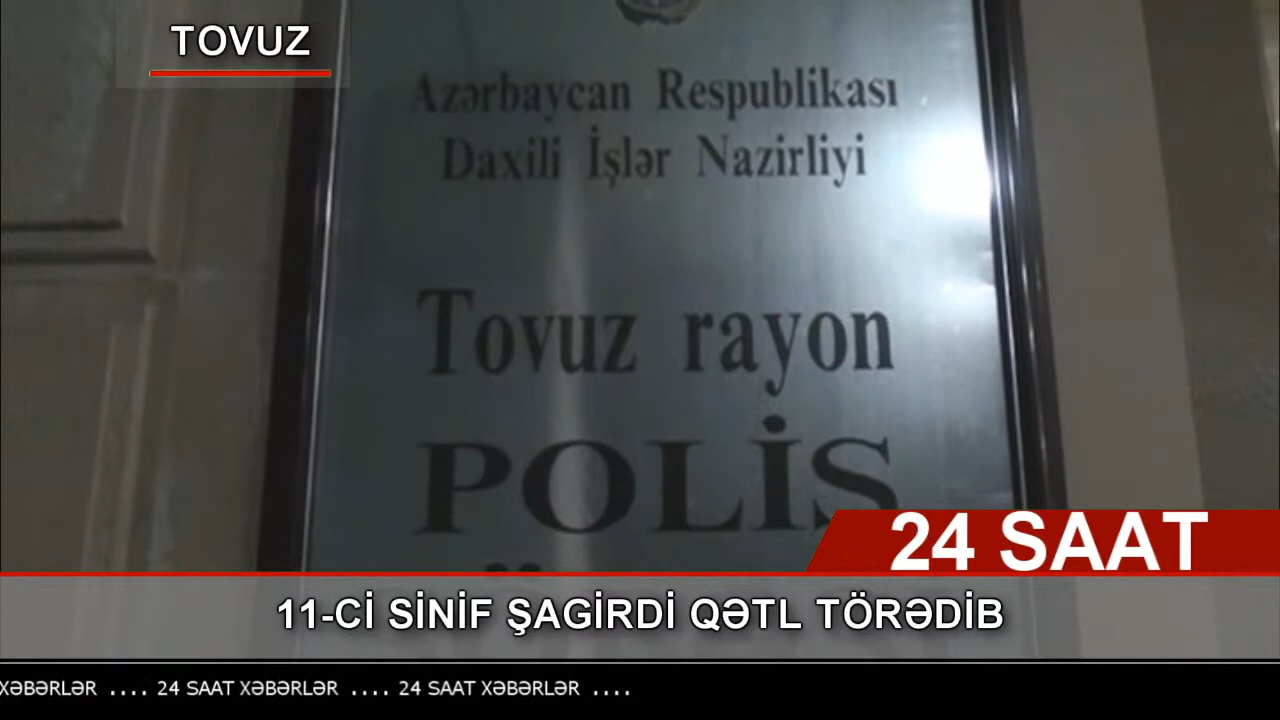 TOVUZ
Azərbaycan Respublikası
Daxili İşlər Nazirliyi
Tovuz rayon
POLİS
24 SAAT
11-Cİ SİNİF ŞAGİRDİ QƏTL TÖRƏDİB
XƏBƏRLƏR .... 24 SAAT XƏBƏRLƏR .... 24 SAAT XƏBƏRLƏR ....